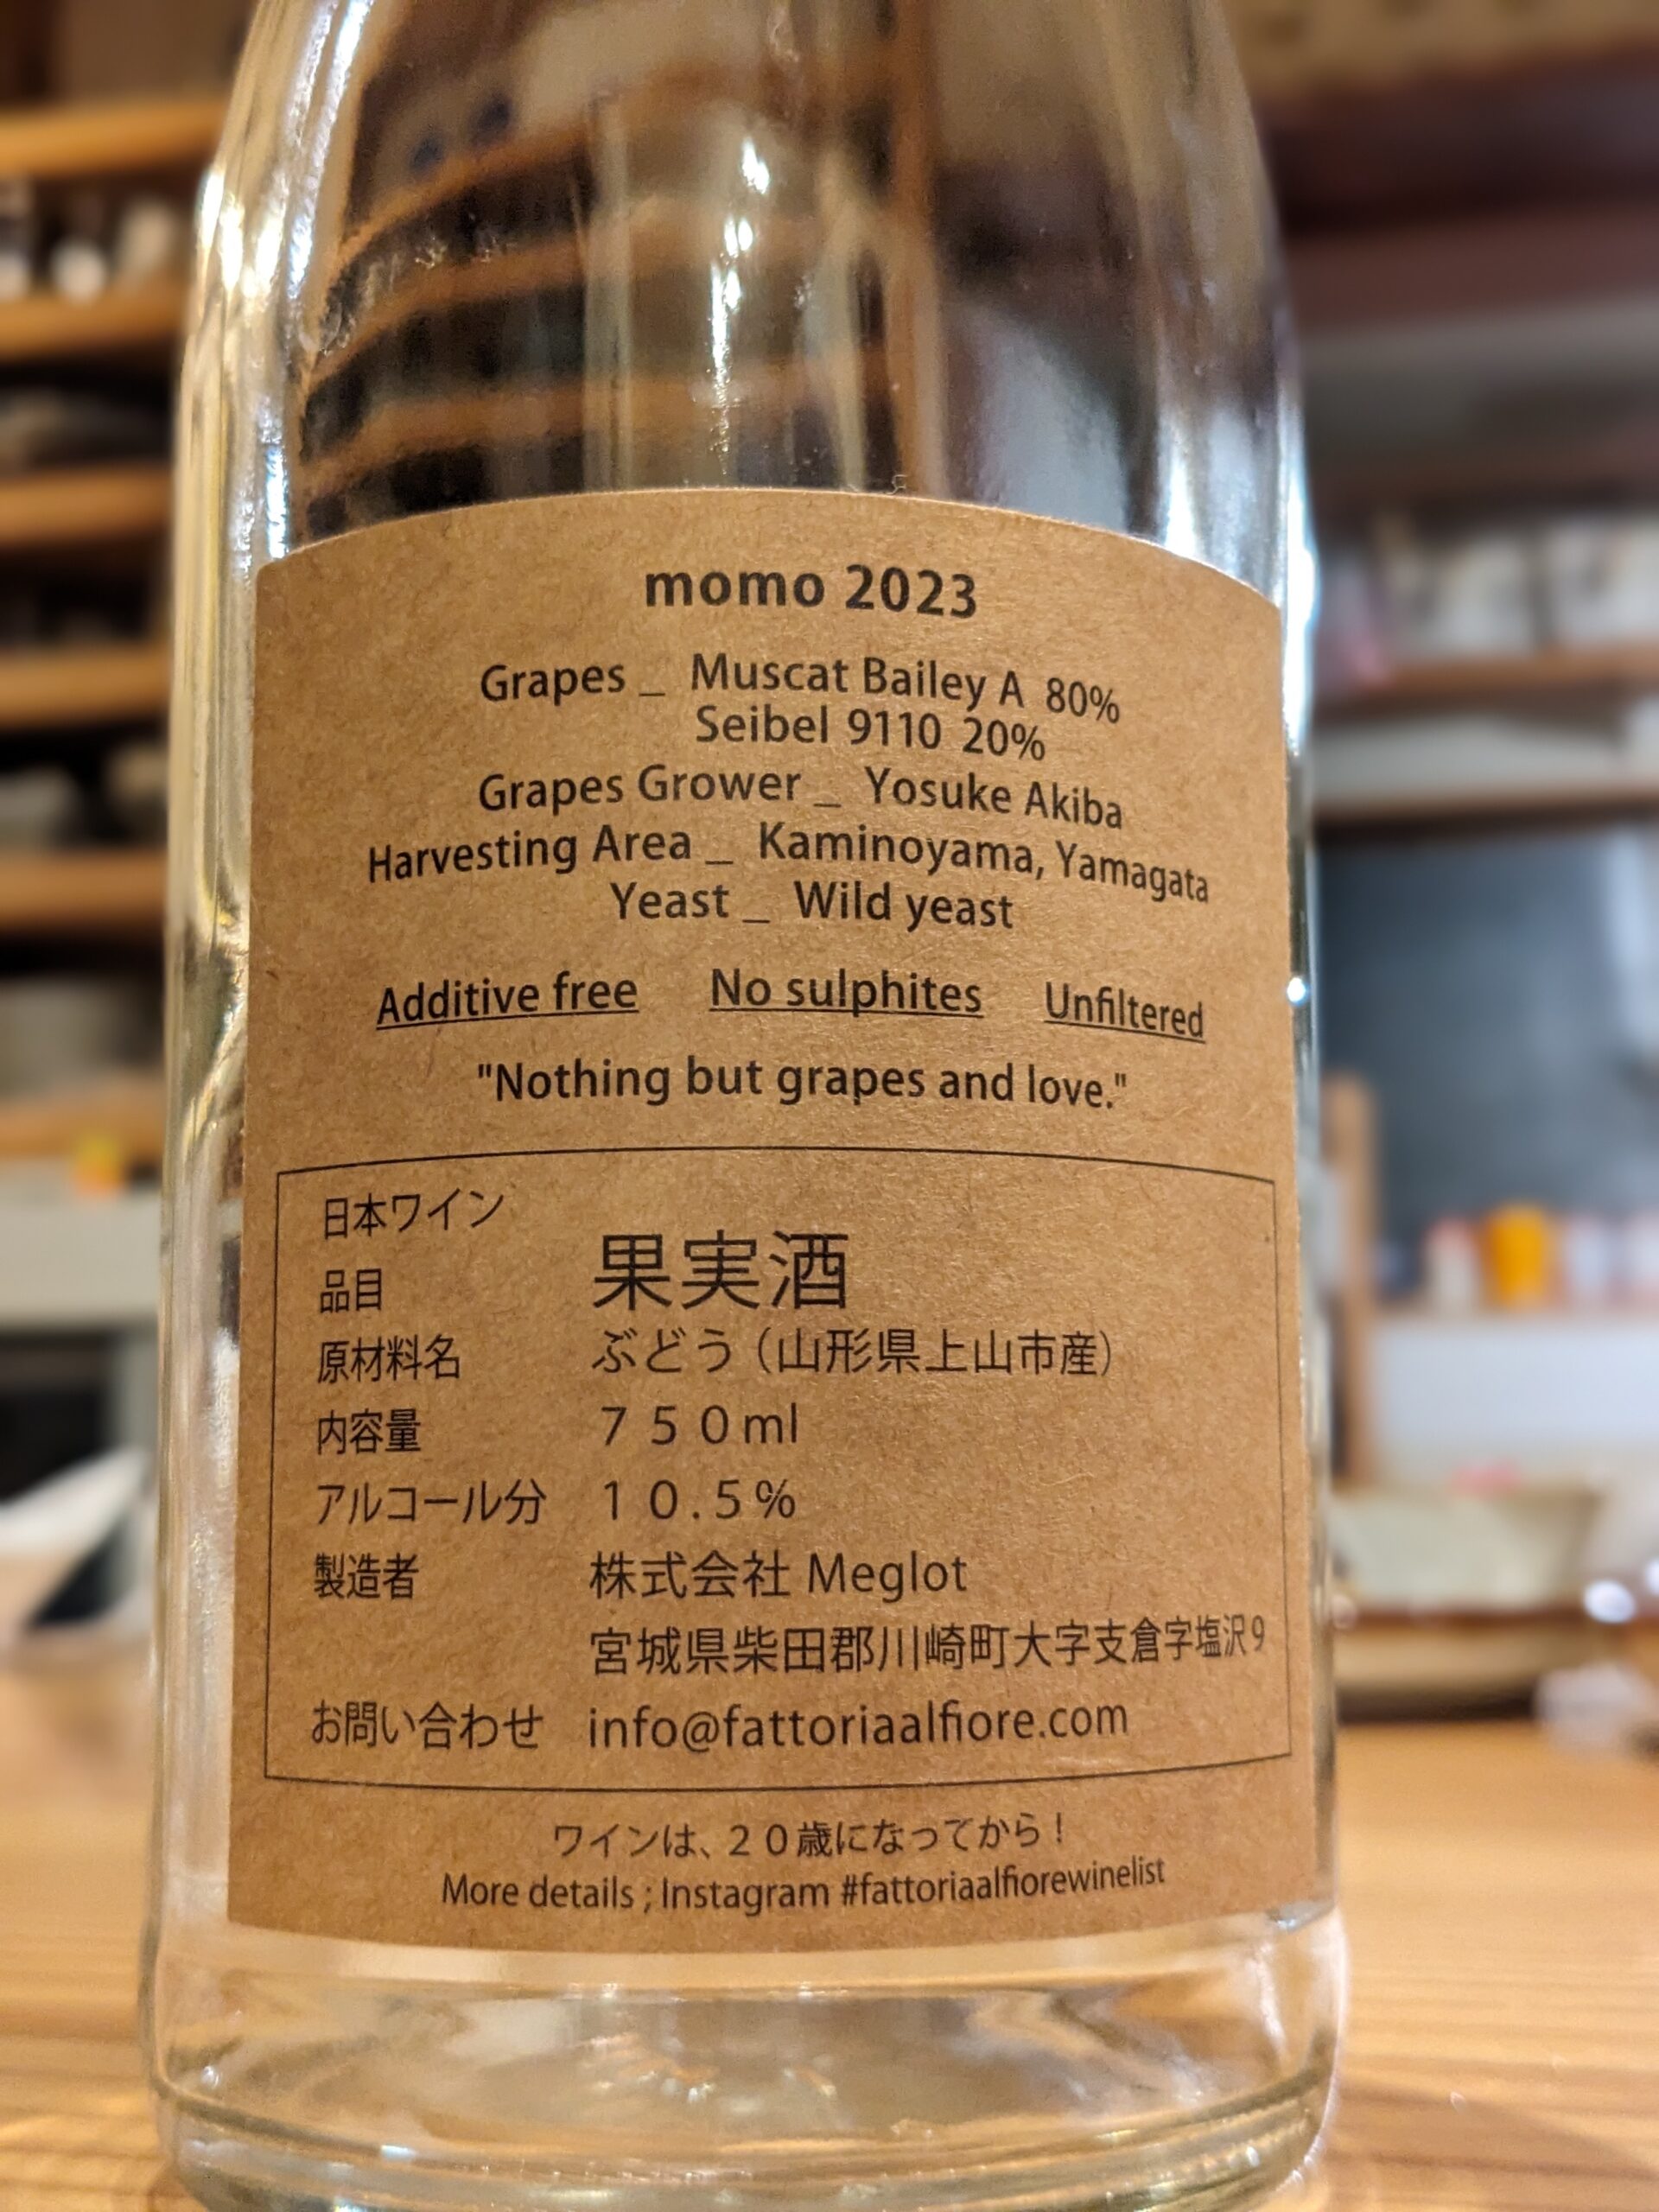 momo 2023
Grapes _ Muscat Bailey A 80%
Seibel 9110 20%
Grapes Grower _ Yosuke Akiba
Harvesting Area _ Kaminoyama, Yamagata
Yeast _ Wild yeast
Additive free No sulphites Unfiltered
"Nothing but grapes and love."
日本ワイン
品目 果実酒
原材料名 ぶどう（山形県上山市産）
内容量 ７５０ml
アルコール分 １０.５%
製造者 株式会社 Meglot
宮城県柴田郡川崎町大字支倉字塩沢9
お問い合わせ info@fattoriaalfiore.com
ワインは、２０歳になってから！
More details ; Instagram #fattoriaalfiorewinelist